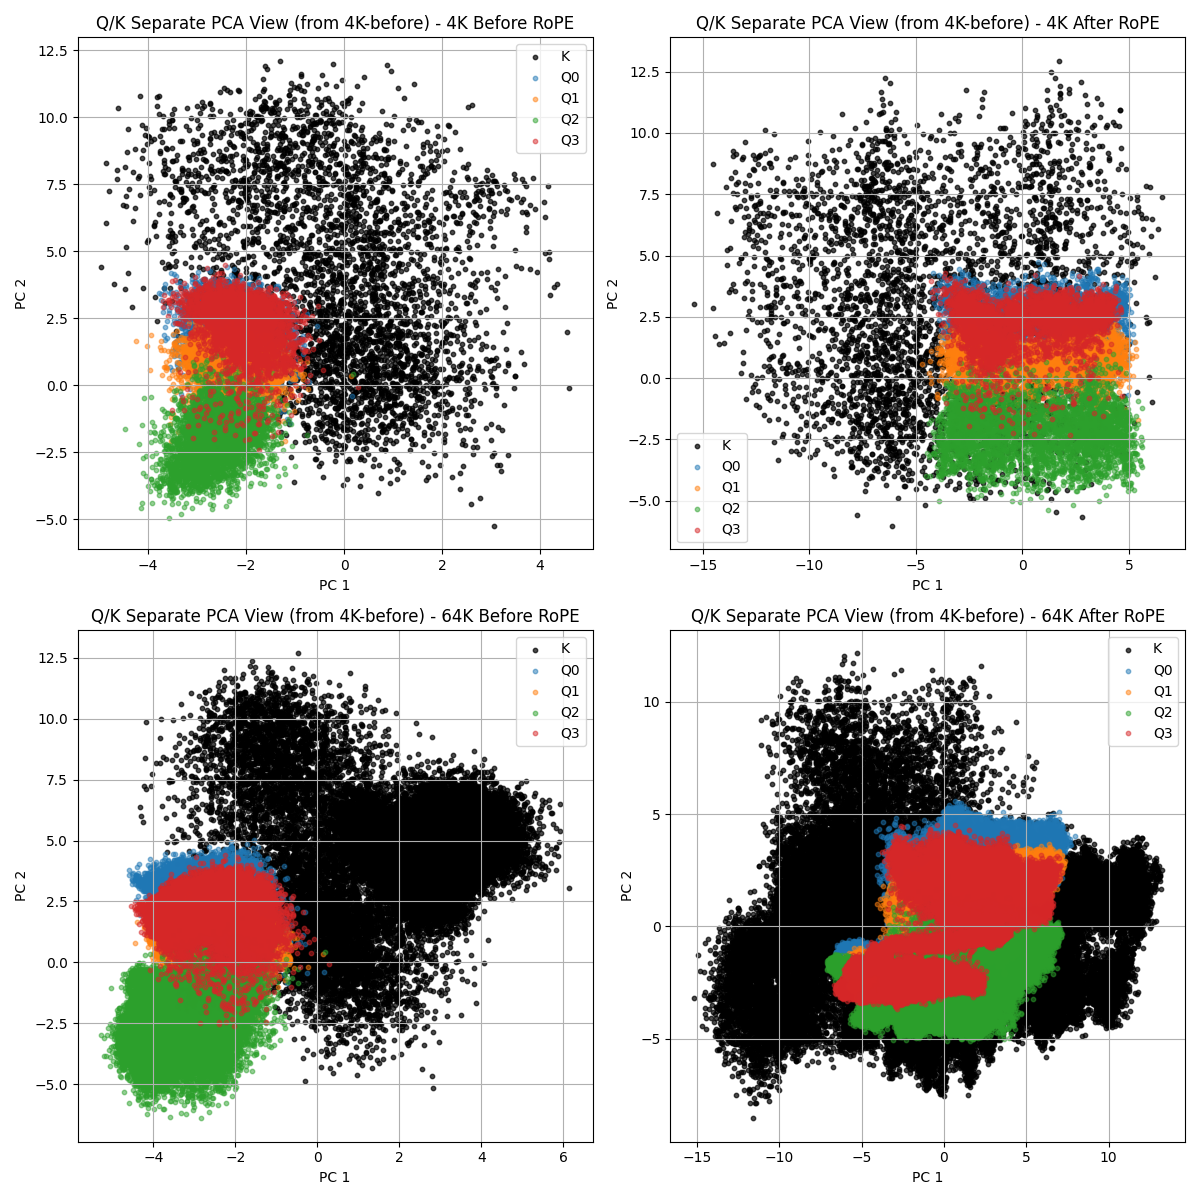 Q/K Separate PCA View (from 4K-before) - 4K Before RoPE
12.5
10.0
7.5
5.0
2.5
0.0
−2.5
−5.0
PC 2
−4
−2
0
2
4
PC 1
K
Q0
Q1
Q2
Q3
Q/K Separate PCA View (from 4K-before) - 4K After RoPE
12.5
10.0
7.5
5.0
2.5
0.0
−2.5
−5.0
PC 2
−15
−10
−5
0
5
PC 1
K
Q0
Q1
Q2
Q3
Q/K Separate PCA View (from 4K-before) - 64K Before RoPE
12.5
10.0
7.5
5.0
2.5
0.0
−2.5
−5.0
PC 2
−4
−2
0
2
4
6
PC 1
K
Q0
Q1
Q2
Q3
Q/K Separate PCA View (from 4K-before) - 64K After RoPE
10
5
0
−5
PC 2
−15
−10
−5
0
5
10
PC 1
K
Q0
Q1
Q2
Q3